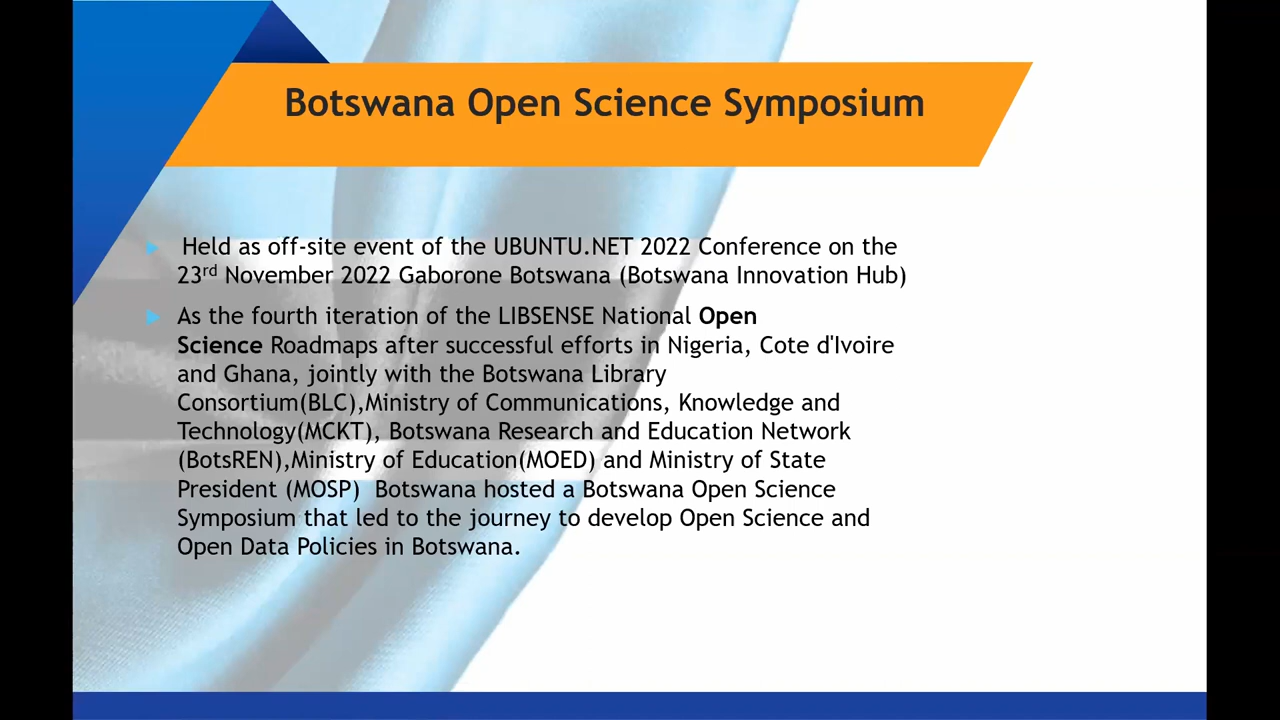 Botswana Open Science Symposium
Held as off-site event of the UBUNTU.NET 2022 Conference on the
23rd November 2022 Gaborone Botswana (Botswana Innovation Hub)
As the fourth iteration of the LIBSENSE National Open
Science Roadmaps after successful efforts in Nigeria, Cote d'Ivoire
and Ghana, jointly with the Botswana Library
Consortium(BLC),Ministry of Communications, Knowledge and
Technology(MCKT), Botswana Research and Education Network
(BotsREN),Ministry of Education(MOED) and Ministry of State
President (MOSP)  Botswana hosted a Botswana Open Science
Symposium that led to the journey to develop Open Science and
Open Data Policies in Botswana.